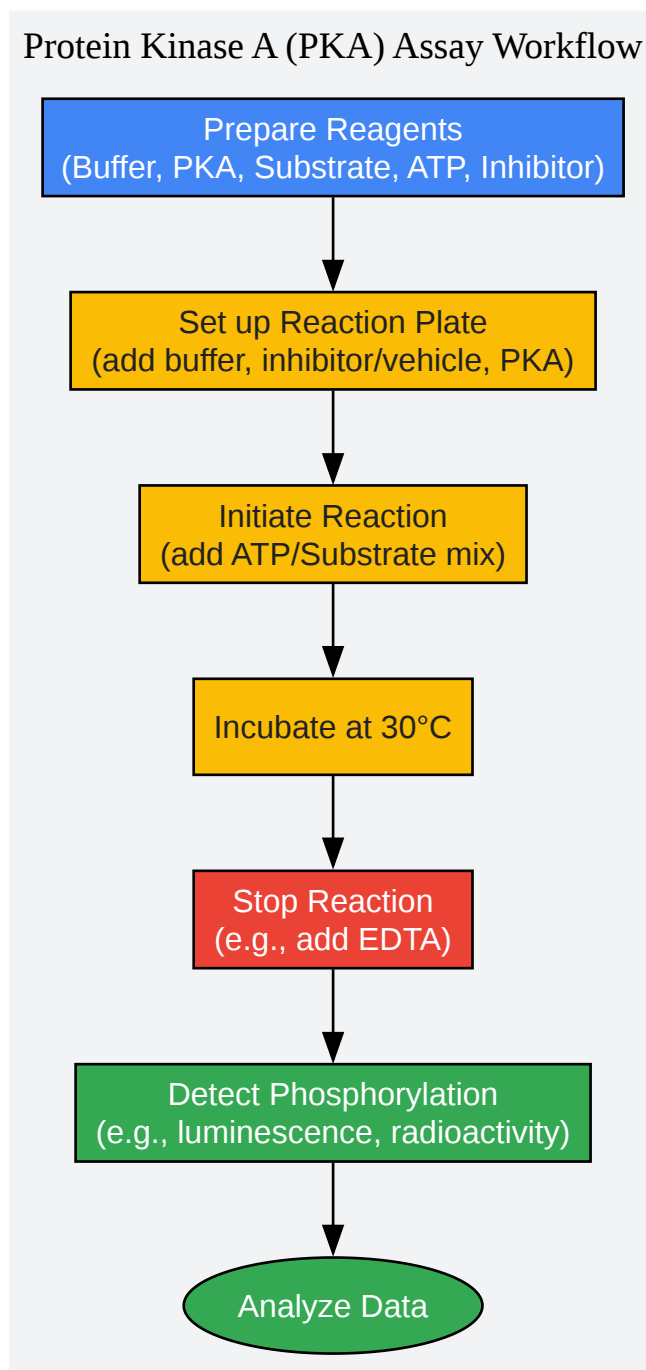 Protein Kinase A (PKA) Assay Workflow
Prepare Reagents
(Buffer, PKA, Substrate, ATP, Inhibitor)
Set up Reaction Plate
(add buffer, inhibitor/vehicle, PKA)
Initiate Reaction
(add ATP/Substrate mix)
Incubate at 30°C
Stop Reaction
(e.g., add EDTA)
Detect Phosphorylation
(e.g., luminescence, radioactivity)
Analyze Data